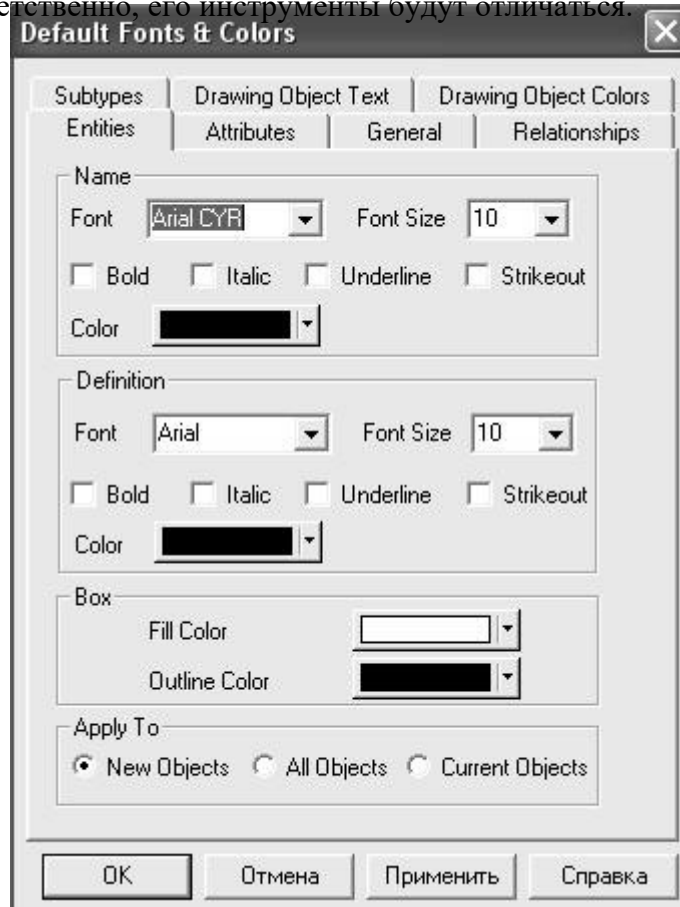 етственно, его инструменты будут отличаться.
Default Fonts & Colors
Subtypes Drawing Object Text Drawing Object Colors
Entities Attributes General Relationships
Name
Font Arial CYR Font Size 10
Bold Italic Underline Strikeout
Color
Definition
Font Arial Font Size 10
Bold Italic Underline Strikeout
Color
Box
Fill Color
Outline Color
Apply To
New Objects All Objects Current Objects
OK Отмена Применить Справка